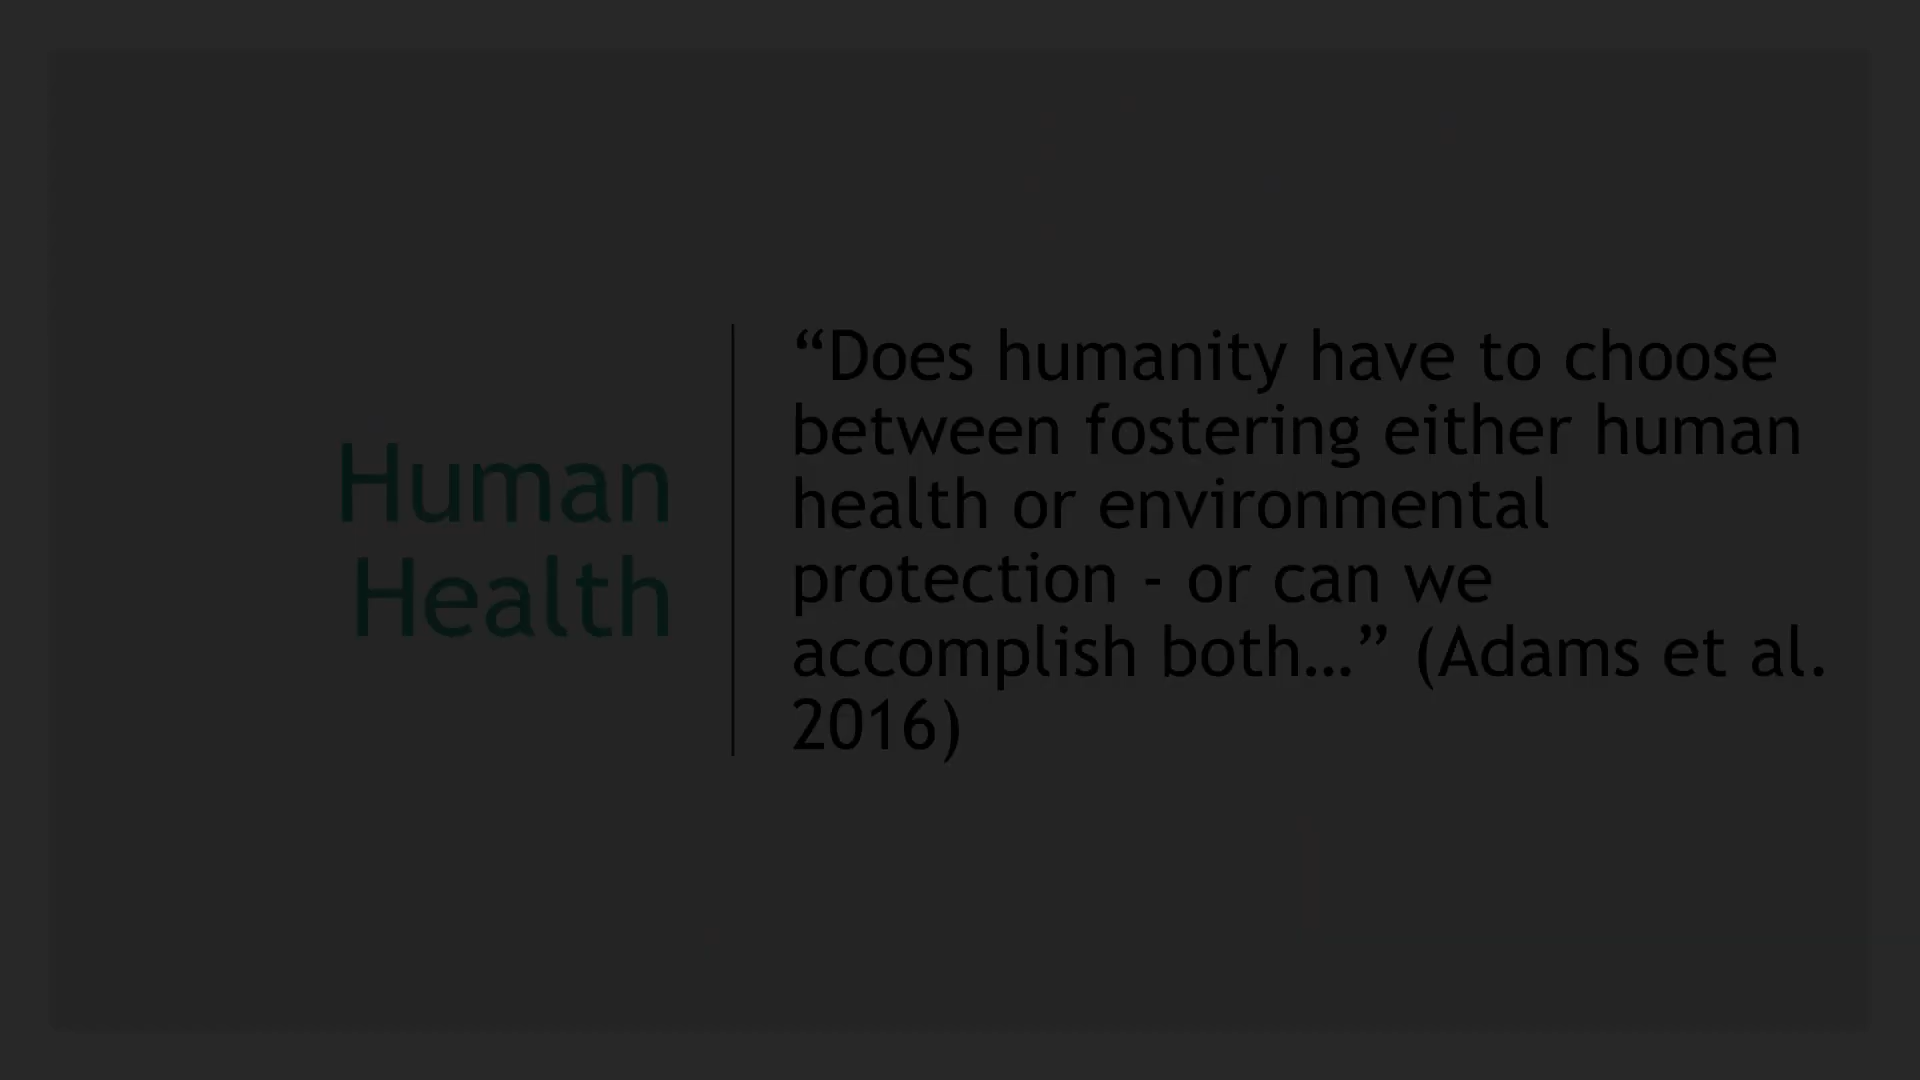 Human
Health
“Does humanity have to choose
between fostering either human
health or environmental
protection - or can we
accomplish both…” (Adams et al.
2016)